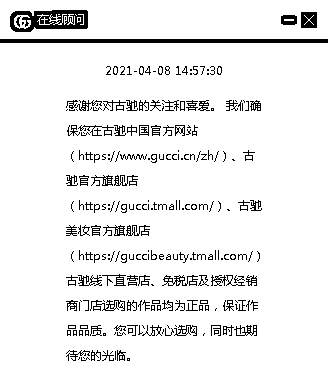 在线顾问
2021-04-08 14:57:30
感谢您对古驰的关注和喜爱。 我们确
保您在古驰中国官方网站
（https://www.gucci.cn/zh/）、古
驰官方旗舰店
（https://gucci.tmall.com/）、古驰
美妆官方旗舰店
（https://guccibeauty.tmall.com/）
古驰线下直营店、免税店及授权经销
商门店选购的作品均为正品，保证作
品品质。您可以放心选购，同时也期
待您的光临。